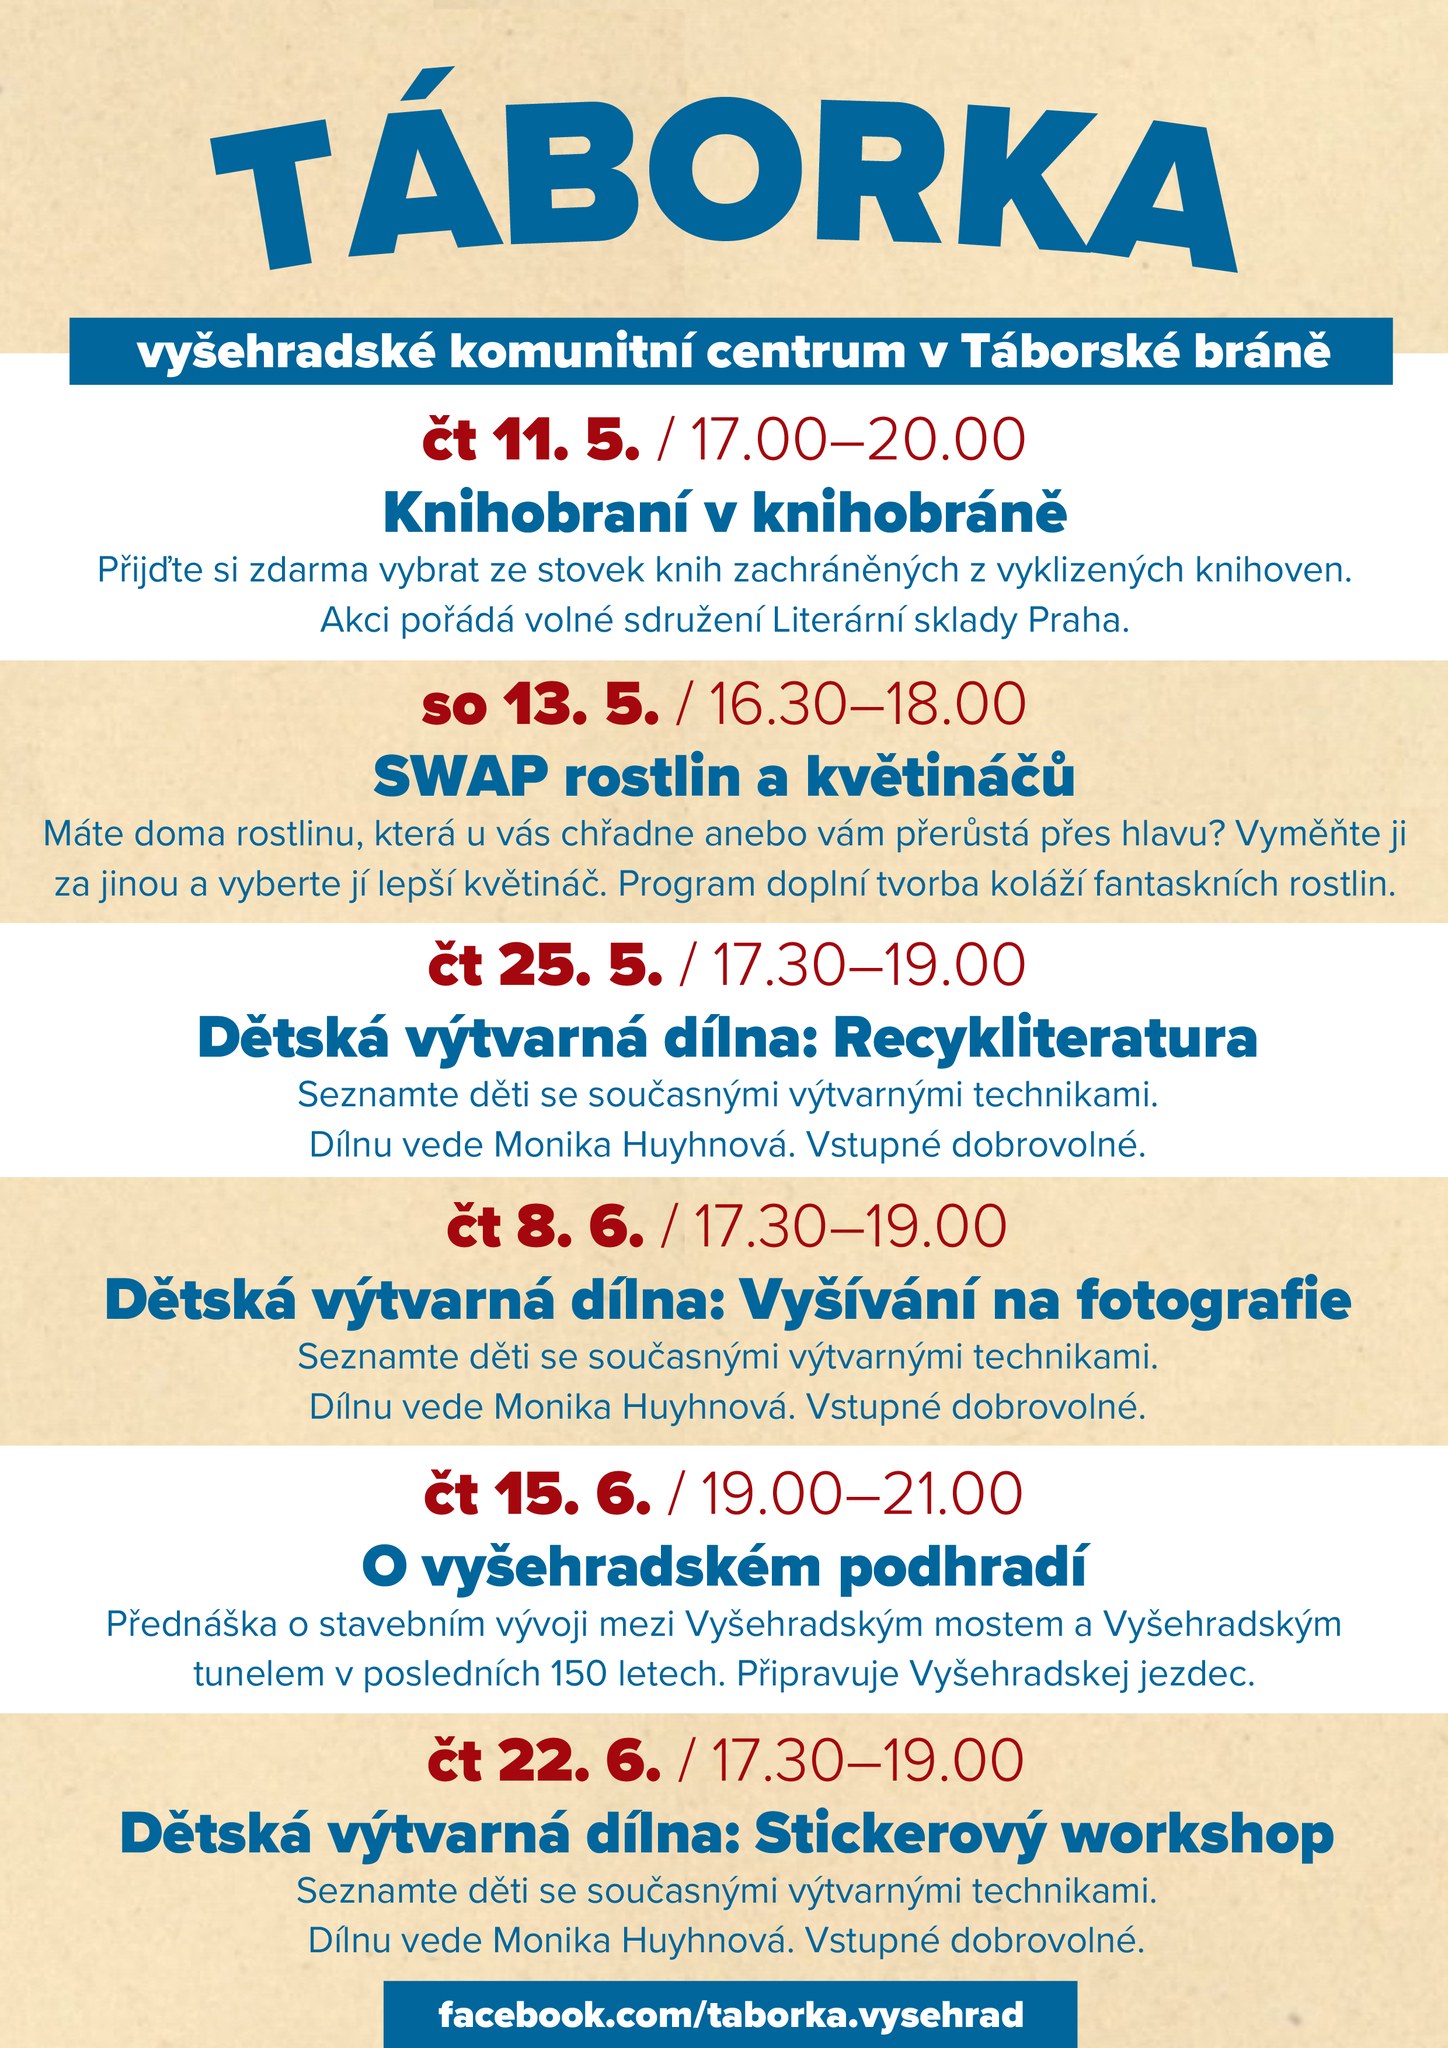 TÁBORKA
vyšehradské komunitní centrum v Táborské bráně
čt 11. 5. / 17.00–20.00
Knihobraní v knihobráně
Přijďte si zdarma vybrat ze stovek knih zachráněných z vyklizených knihoven.
Akci pořádá volné sdružení Literární sklady Praha.
so 13. 5. / 16.30–18.00
SWAP rostlin a květináčů
Máte doma rostlinu, která u vás chřadne anebo vám přerůstá přes hlavu? Vyměňte ji
za jinou a vyberte jí lepší květináč. Program doplní tvorba koláží fantaskních rostlin.
čt 25. 5. / 17.30–19.00
Dětská výtvarná dílna: Recykliteratura
Seznamte děti se současnými výtvarnými technikami.
Dílnu vede Monika Huyhnová. Vstupné dobrovolné.
čt 8. 6. / 17.30–19.00
Dětská výtvarná dílna: Vyšívání na fotografie
Seznamte děti se současnými výtvarnými technikami.
Dílnu vede Monika Huyhnová. Vstupné dobrovolné.
čt 15. 6. / 19.00–21.00
O vyšehradském podhradí
Přednáška o stavebním vývoji mezi Vyšehradským mostem a Vyšehradským
tunelem v posledních 150 letech. Připravuje Vyšehradskej jezdec.
čt 22. 6. / 17.30–19.00
Dětská výtvarná dílna: Stickerový workshop
Seznamte děti se současnými výtvarnými technikami.
Dílnu vede Monika Huyhnová. Vstupné dobrovolné.
facebook.com/taborka.vysehrad